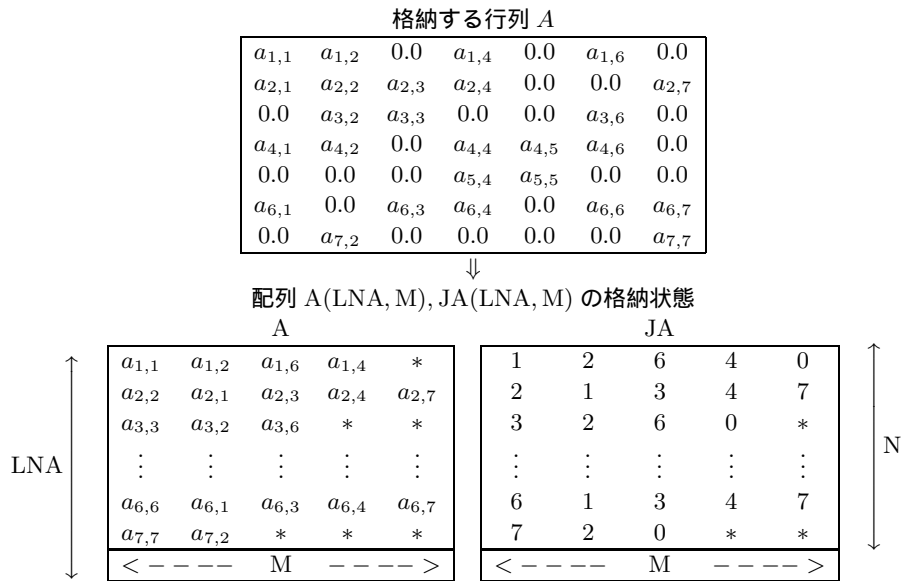 格納する行列 A
a1,1 a1,2 0.0 a1,4 0.0 a1,6 0.0
a2,1 a2,2 a2,3 a2,4 0.0 0.0 a2,7
0.0 a3,2 a3,3 0.0 0.0 a3,6 0.0
a4,1 a4,2 0.0 a4,4 a4,5 a4,6 0.0
0.0 0.0 0.0 a5,4 a5,5 0.0 0.0
a6,1 0.0 a6,3 a6,4 0.0 a6,6 a6,7
0.0 a7,2 0.0 0.0 0.0 0.0 a7,7
⇓
配列 A(LNA, M), JA(LNA, M) の格納状態
A JA
a1,1 a1,2 a1,6 a1,4 ∗ 1 2 6 4 0
a2,2 a2,1 a2,3 a2,4 a2,7 2 1 3 4 7
a3,3 a3,2 a3,6 ∗ ∗ 3 2 6 0 ∗
LNA ⋮ ⋮ ⋮ ⋮ ⋮ ⋮ ⋮ ⋮ ⋮ ⋮ N
a6,6 a6,1 a6,3 a6,4 a6,7 6 1 3 4 7
a7,7 a7,2 ∗ ∗ ∗ 7 2 0 ∗ ∗
< − − − − M − − − − > < − − − − M − − − − >